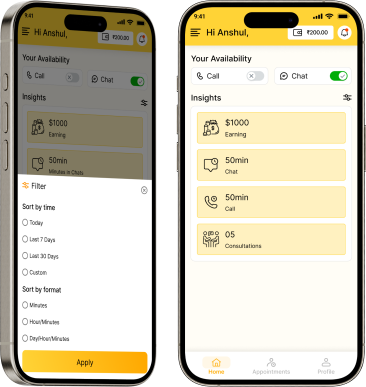 9:41
Hi Anshul,
₹200.00
Your Availability
Call
Chat
Insights
$1000
Earning
50min
Minutes in Chats
Filter
Sort by time
Today
Last 7 Days
Last 30 Days
Custom
Sort by format
Minutes
Hour/Minutes
Day/Hour/Minutes
Apply
9:41
Hi Anshul,
₹200.00
Your Availability
Call
Chat
Insights
$1000
Earning
50min
Chat
50min
Call
05
Consultations
Home
Appointments
Profile